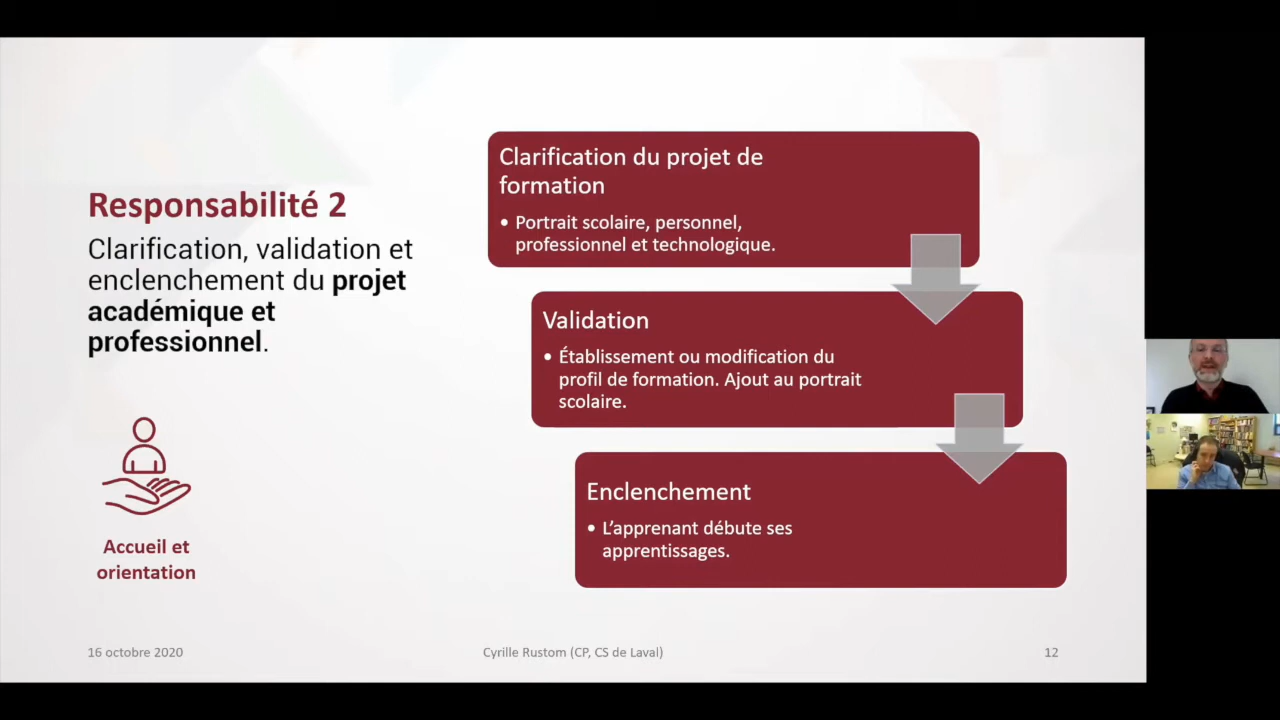 Responsabilité 2
Clarification, validation et
enclenchement du projet
académique et
professionnel.
Accueil et
orientation
Clarification du projet de
formation
• Portrait scolaire, personnel,
professionnel et technologique.
Validation
• Établissement ou modification du
profil de formation. Ajout au portrait
scolaire.
Enclenchement
• L'apprenant débute ses
apprentissages.
16 octobre 2020
Cyrille Rustom (CP, CS de Laval)
12